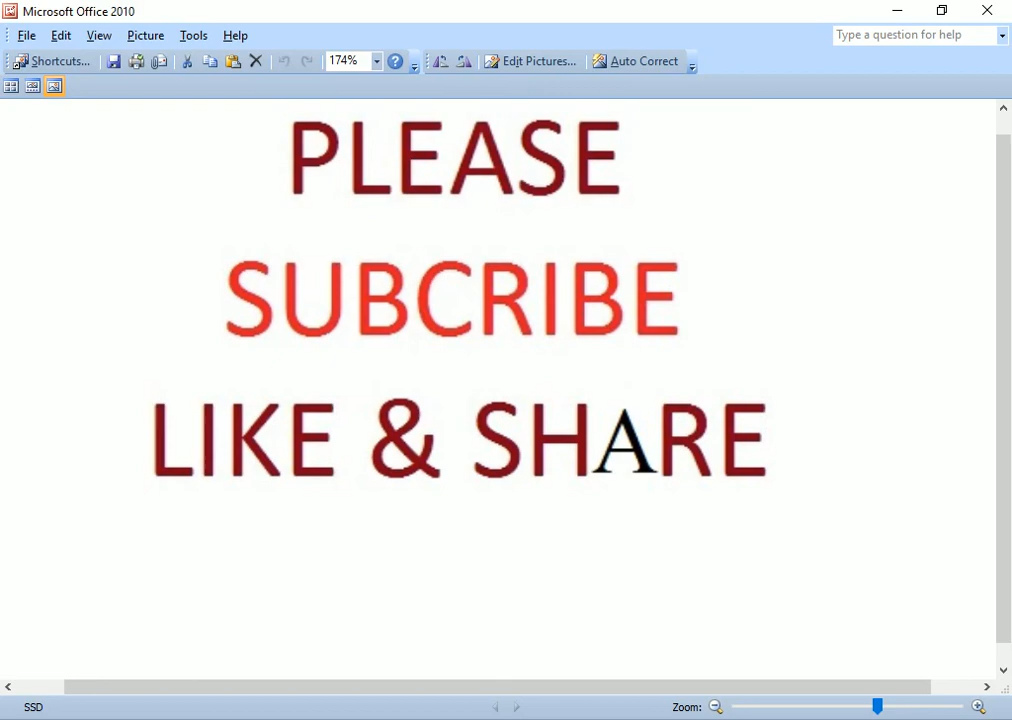 Microsoft Office 2010
File Edit View Picture Tools Help
Type a question for help
Shortcuts... 174% Edit Pictures... Auto Correct
PLEASE
SUBCRIBE
LIKE & SHARE
SSD
Zoom: